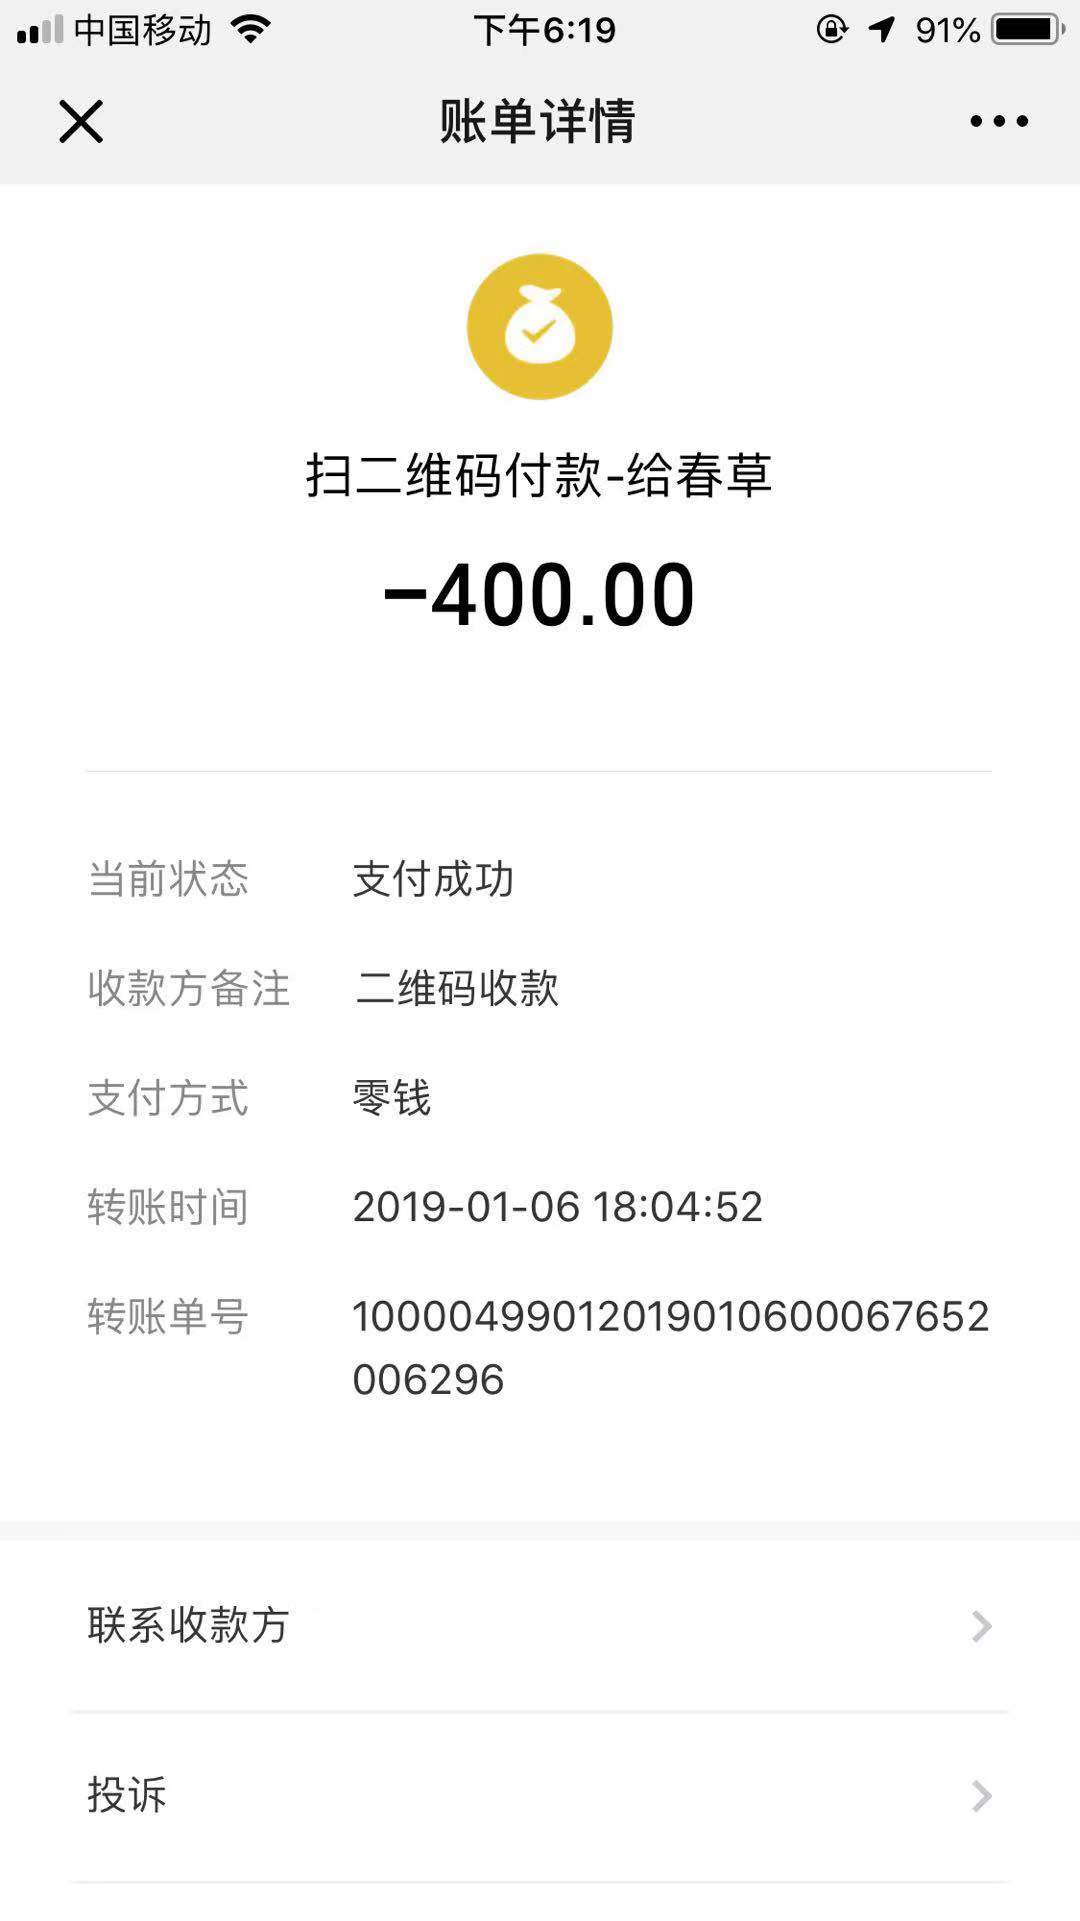 中国移动 下午6:19 91%
账单详情
扫二维码付款-给春草
-400.00
当前状态 支付成功
收款方备注 二维码收款
支付方式 零钱
转账时间 2019-01-06 18:04:52
转账单号 1000049901201901060006765​2
006296
联系收款方
投诉